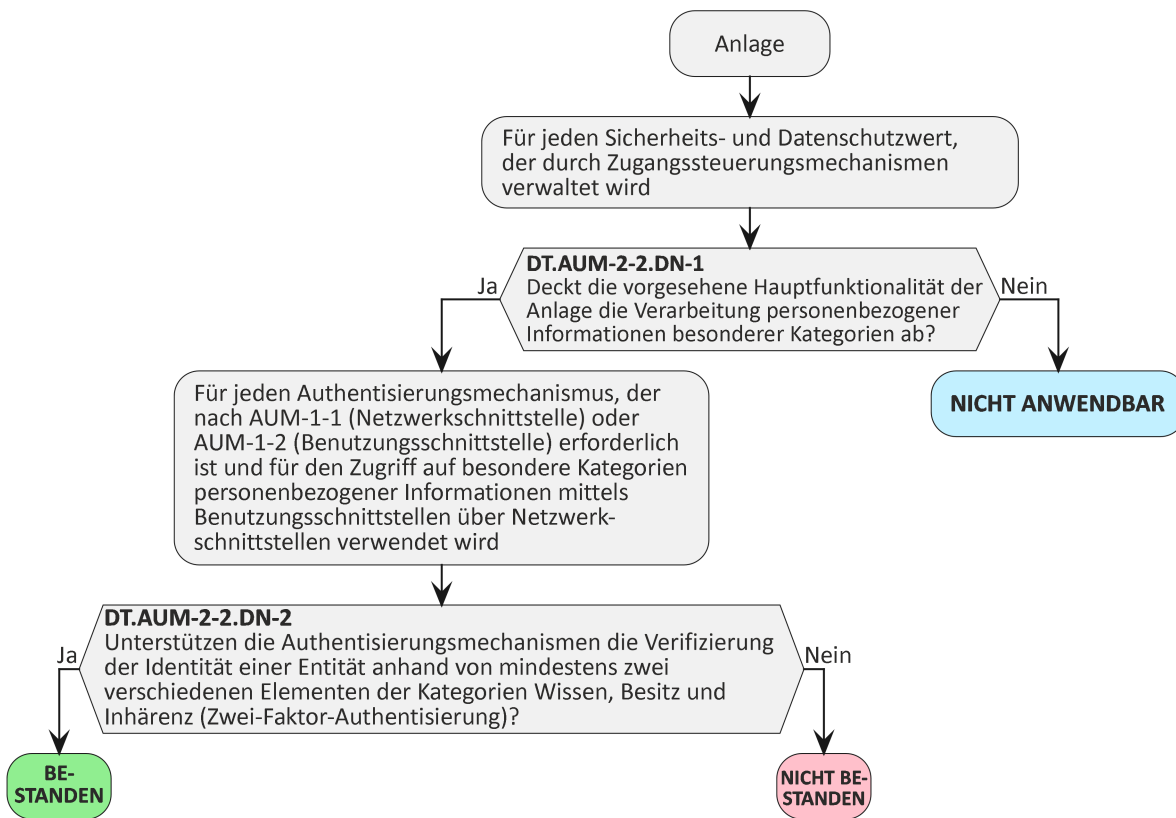 Anlage
Für jeden Sicherheits- und Datenschutzwert,
der durch Zugangssteuerungsmechanismen
verwaltet wird
DT.AUM-2-2.DN-1
Deckt die vorgesehene Hauptfunktionalität der
Anlage die Verarbeitung personenbezogener
Informationen besonderer Kategorien ab?
Ja
Nein
Für jeden Authentisierungsmechanismus, der
nach AUM-1-1 (Netzwerkschnittstelle) oder
AUM-1-2 (Benutzungsschnittstelle) erforderlich
ist und für den Zugriff auf besondere Kategorien
personenbezogener Informationen mittels
Benutzungsschnittstellen über Netzwerk-
schnittstellen verwendet wird
NICHT ANWENDBAR
DT.AUM-2-2.DN-2
Unterstützen die Authentisierungsmechanismen die Verifizierung
der Identität einer Entität anhand von mindestens zwei
verschiedenen Elementen der Kategorien Wissen, Besitz und
Inhärenz (Zwei-Faktor-Authentisierung)?
Ja
Nein
BE-
STANDEN
NICHT BE-
STANDEN